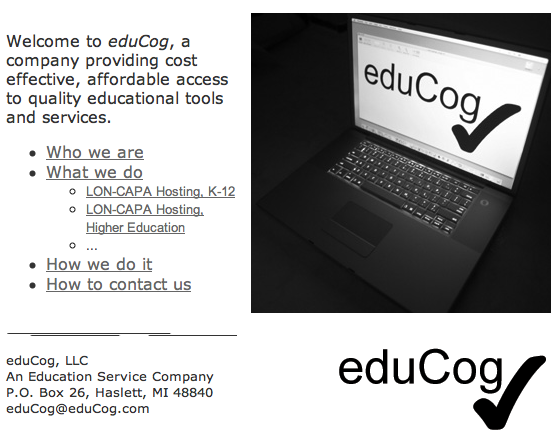 Welcome to eduCog, a
company providing cost
effective, affordable access
to quality educational tools
and services.
Who we are
What we do
LON-CAPA Hosting, K-12
LON-CAPA Hosting,
Higher Education
...
How we do it
How to contact us
eduCog
eduCog, LLC
An Education Service Company
P.O. Box 26, Haslett, MI 48840
eduCog@eduCog.com
eduCog